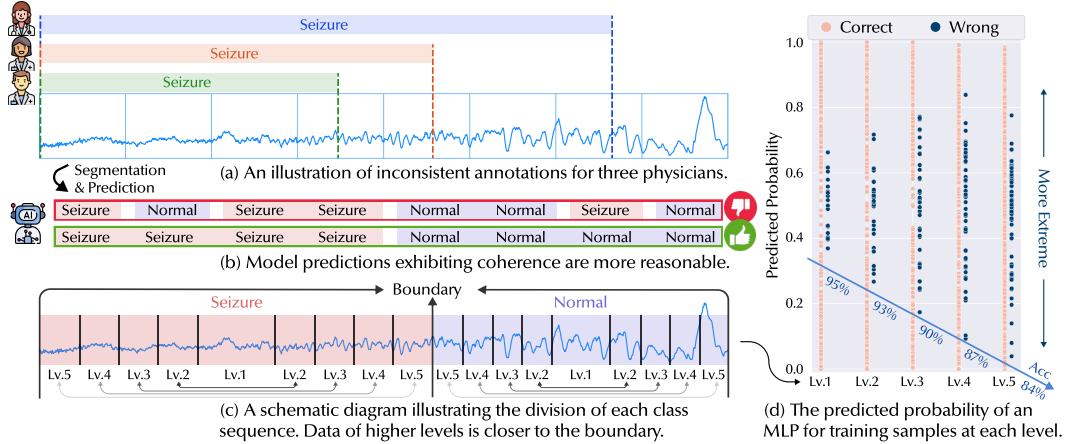 Seizure
Seizure
Seizure
(a) An illustration of inconsistent annotations for three physicians.
Segmentation
& Prediction
AI
Seizure Normal Seizure Seizure Normal Normal Seizure Normal
Seizure Seizure Seizure Seizure Normal Normal Normal Normal
(b) Model predictions exhibiting coherence are more reasonable.
Boundary
Seizure Normal
Lv.5 Lv.4 Lv.3 Lv.2 Lv.1 Lv.2 Lv.3 Lv.4 Lv.5 Lv.5 Lv.4 Lv.3 Lv.2 Lv.1 Lv.2 Lv.3 Lv.4 Lv.5
(c) A schematic diagram illustrating the division of each class
sequence. Data of higher levels is closer to the boundary.
Correct Wrong
Predicted Probability
1.0
0.8
0.6
0.4
0.2
0.0
More Extreme
95%
93%
90%
87%
84%
Acc
Lv.1 Lv.2 Lv.3 Lv.4 Lv.5
(d) The predicted probability of an
MLP for training samples at each level.